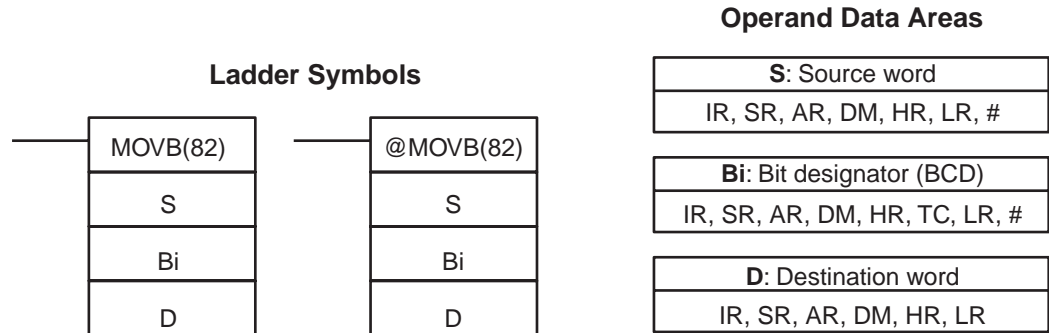 Ladder Symbols
MOVB(82)
S
Bi
D
@MOVB(82)
S
Bi
D
Operand Data Areas
S: Source word
IR, SR, AR, DM, HR, LR, #
Bi: Bit designator (BCD)
IR, SR, AR, DM, HR, TC, LR, #
D: Destination word
IR, SR, AR, DM, HR, LR